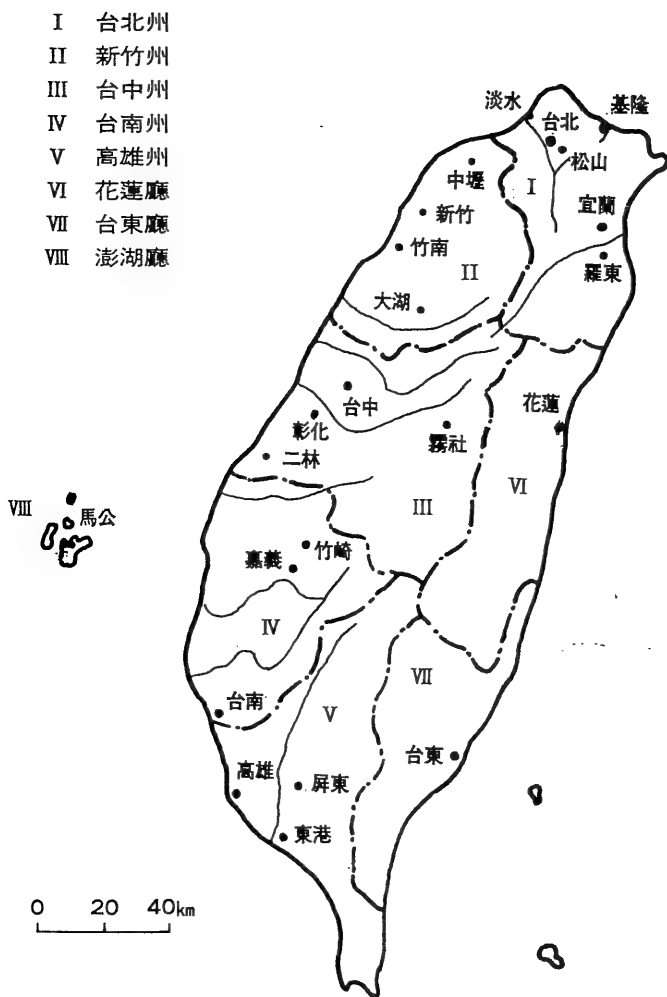 I 台北州
II 新竹州
III 台中州
IV 台南州
V 高雄州
VI 花蓮廳
VII 台東廳
VIII 澎湖廳
淡水
基隆
台北
松山
中壢
I
宜蘭
新竹
竹南
II
羅東
大湖
台中
花蓮
彰化
霧社
二林
VI
III
VIII
馬公
竹崎
嘉義
IV
VII
台南
V
台東
高雄
屏東
東港
0 20 40km